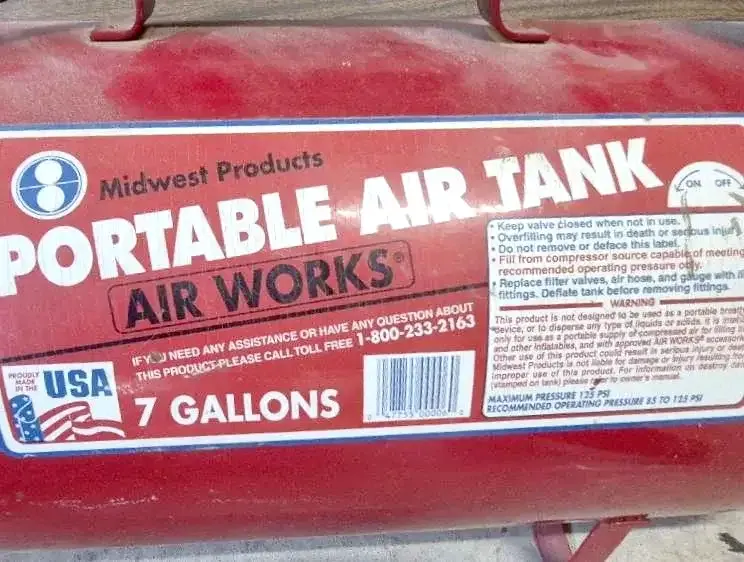 Midwest Products
PORTABLE AIR TANK
AIR WORKS®
IF YOU NEED ANY ASSISTANCE OR HAVE ANY QUESTION ABOUT
THIS PRODUCT PLEASE CALL TOLL FREE 1-800-233-2163
PROUDLY
MADE
IN THE
USA
7 GALLONS
ON OFF
• Keep valve closed when not in use.
• Overfilling may result in death or serious injury
• Do not remove or deface this label.
• Fill from compressor source capable of meeting
recommended operating pressure only.
• Replace filter valves, air hose, and gauge with
fittings. Deflate tank before removing fittings.
WARNING
This product is not designed to be used as a portable
device, or to disperse any type of liquids or solids. It is
only for use as a portable supply of compressed air for filling
and other inflatables, and with approved AIR WORKS® accessories
Other use of this product could result in serious injury or
Midwest Products is not liable for damage or injury resulting
improper use of this product. For information on destroy
(stamped on tank) please refer to owner's manual.
MAXIMUM PRESSURE 125 PSI
RECOMMENDED OPERATING PRESSURE 85 TO 125 PSI